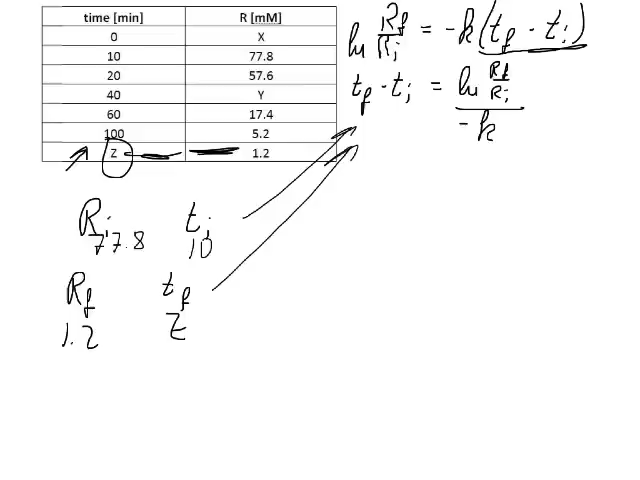 time [min] R [mM]
0 X
10 77.8
20 57.6
40 Y
60 17.4
100 5.2
Z 1.2
ln Rf/Ri = -k (tf - ti)
tf - ti = ln Rf/Ri / -k
Ri ti
77.8 10
Rf tf
1.2 Z